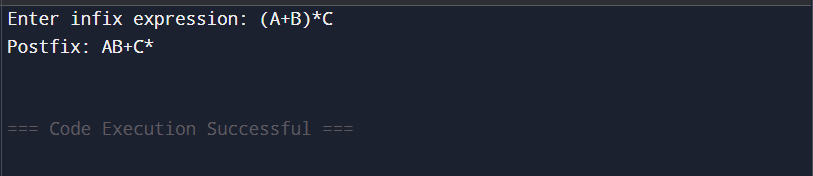 Enter infix expression: (A+B)*C
Postfix: AB+C*
=== Code Execution Successful ===